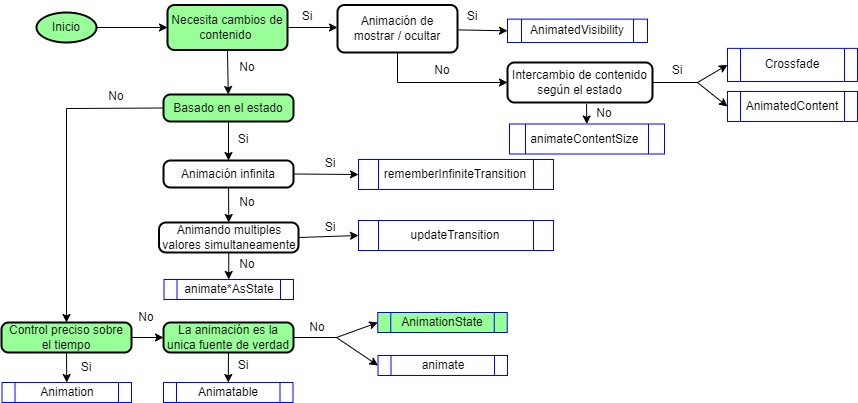 Inicio
Necesita cambios de
contenido
Si
Animación de
mostrar / ocultar
Si
AnimatedVisibility
No
Intercambio de contenido
según el estado
Si
Crossfade
AnimatedContent
No
animateContentSize
No
Basado en el estado
No
Si
Animación infinita
Si
rememberInfiniteTransition
No
Animando multiples
valores simultaneamente
Si
updateTransition
No
animate*AsState
Control preciso sobre
el tiempo
No
La animación es la
unica fuente de verdad
No
AnimationState
animate
Si
Animation
Si
Animatable